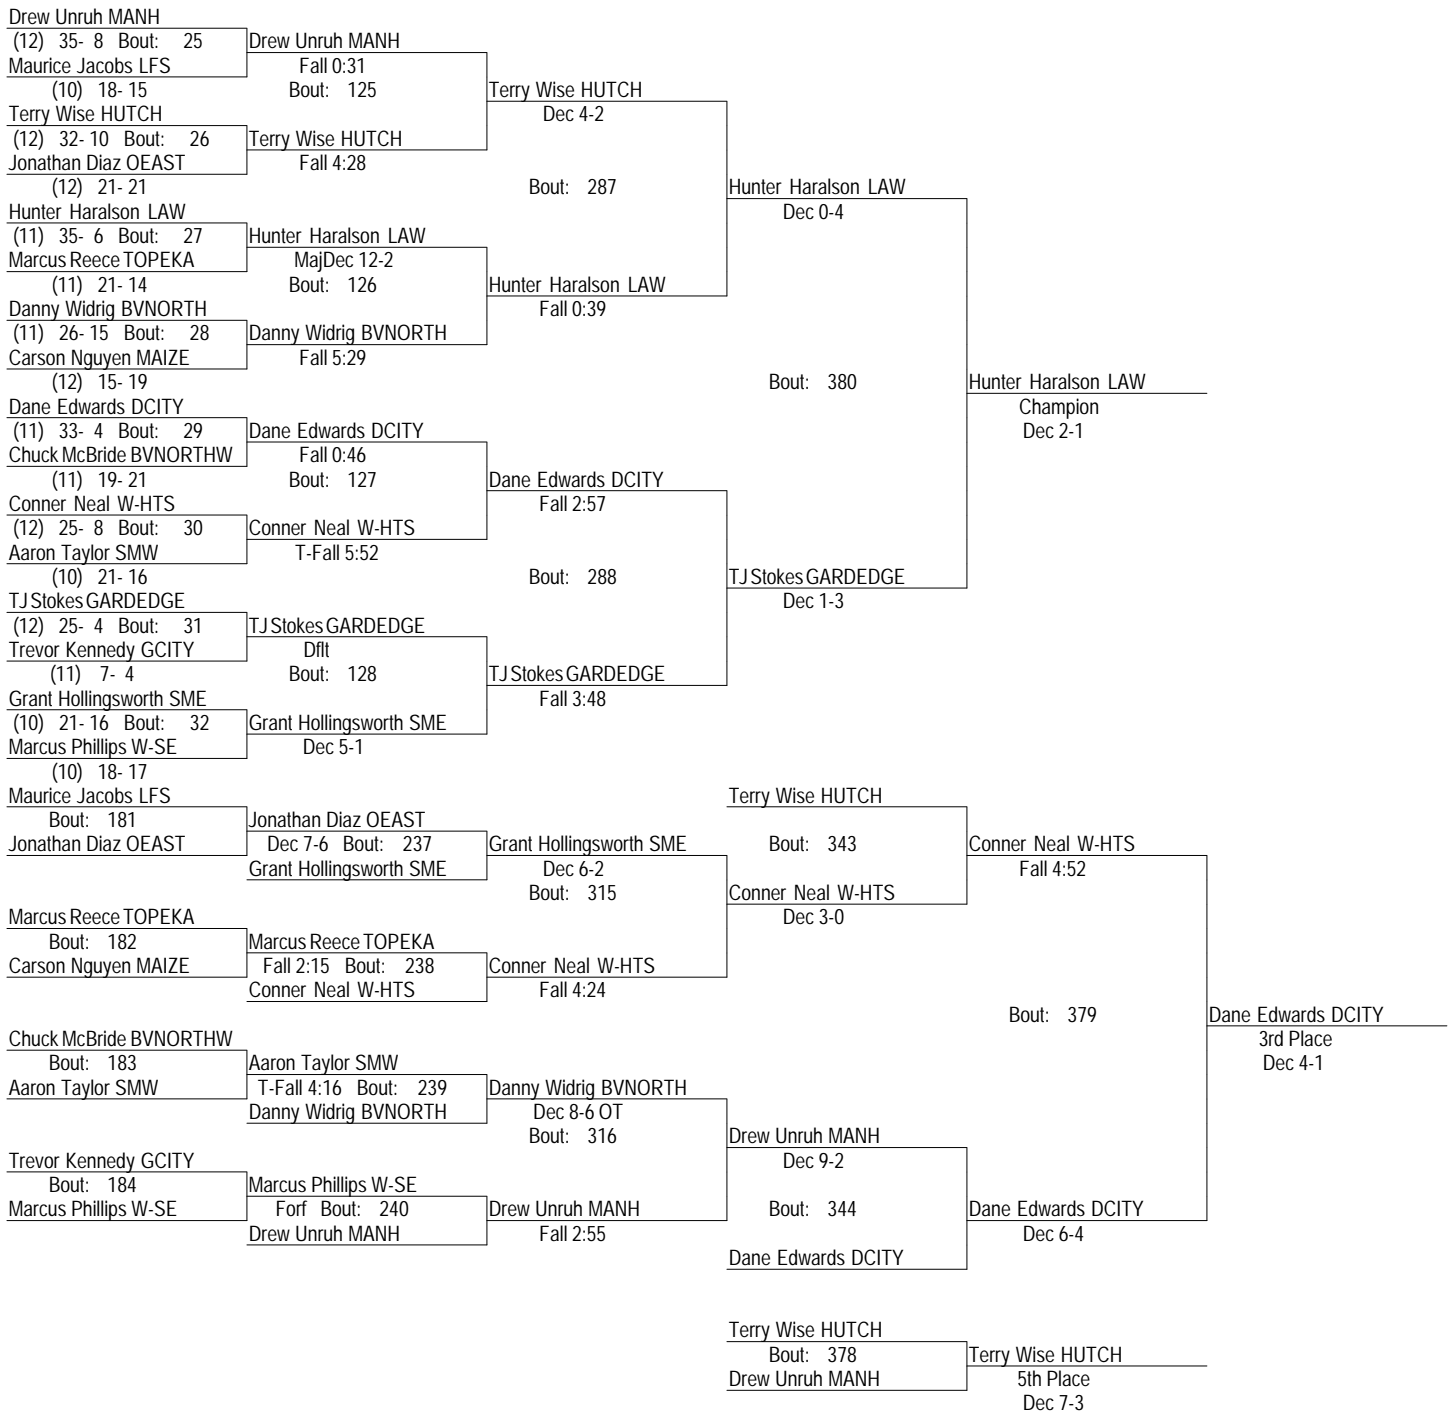 Drew Unruh MANH
(12) 35- 8 Bout: 25
Drew Unruh MANH
Maurice Jacobs LFS
Fall 0:31
(10) 18- 15
Bout: 125
Terry Wise HUTCH
Terry Wise HUTCH
Dec 4-2
(12) 32- 10 Bout: 26
Terry Wise HUTCH
Jonathan Diaz OEAST
Fall 4:28
(12) 21- 21
Bout: 287
Hunter Haralson LAW
Hunter Haralson LAW
Dec 0-4
(11) 35- 6 Bout: 27
Hunter Haralson LAW
Marcus Reece TOPEKA
MajDec 12-2
(11) 21- 14
Bout: 126
Hunter Haralson LAW
Danny Widrig BVNORTH
Fall 0:39
(11) 26- 15 Bout: 28
Danny Widrig BVNORTH
Carson Nguyen MAIZE
Fall 5:29
(12) 15- 19
Bout: 380
Hunter Haralson LAW
Dane Edwards DCITY
Champion
(11) 33- 4 Bout: 29
Dane Edwards DCITY
Dec 2-1
Chuck McBride BVNORTHW
Fall 0:46
(11) 19- 21
Bout: 127
Dane Edwards DCITY
Conner Neal W-HTS
Fall 2:57
(12) 25- 8 Bout: 30
Conner Neal W-HTS
Aaron Taylor SMW
T-Fall 5:52
(10) 21- 16
Bout: 288
TJ Stokes GARDEDGE
TJ Stokes GARDEDGE
Dec 1-3
(12) 25- 4 Bout: 31
TJ Stokes GARDEDGE
Trevor Kennedy GCITY
Dflt
(11) 7- 4
Bout: 128
TJ Stokes GARDEDGE
Grant Hollingsworth SME
Fall 3:48
(10) 21- 16 Bout: 32
Grant Hollingsworth SME
Marcus Phillips W-SE
Dec 5-1
(10) 18- 17
Maurice Jacobs LFS
Terry Wise HUTCH
Bout: 181
Jonathan Diaz OEAST
Jonathan Diaz OEAST
Dec 7-6 Bout: 237
Grant Hollingsworth SME
Bout: 343
Conner Neal W-HTS
Grant Hollingsworth SME
Dec 6-2
Fall 4:52
Bout: 315
Conner Neal W-HTS
Marcus Reece TOPEKA
Dec 3-0
Bout: 182
Marcus Reece TOPEKA
Carson Nguyen MAIZE
Fall 2:15 Bout: 238
Conner Neal W-HTS
Conner Neal W-HTS
Fall 4:24
Bout: 379
Dane Edwards DCITY
Chuck McBride BVNORTHW
3rd Place
Bout: 183
Aaron Taylor SMW
Dec 4-1
Aaron Taylor SMW
T-Fall 4:16 Bout: 239
Danny Widrig BVNORTH
Danny Widrig BVNORTH
Dec 8-6 OT
Bout: 316
Drew Unruh MANH
Trevor Kennedy GCITY
Dec 9-2
Bout: 184
Marcus Phillips W-SE
Marcus Phillips W-SE
Forf Bout: 240
Drew Unruh MANH
Bout: 344
Dane Edwards DCITY
Drew Unruh MANH
Fall 2:55
Dec 6-4
Dane Edwards DCITY
Terry Wise HUTCH
Bout: 378
Terry Wise HUTCH
Drew Unruh MANH
5th Place
Dec 7-3